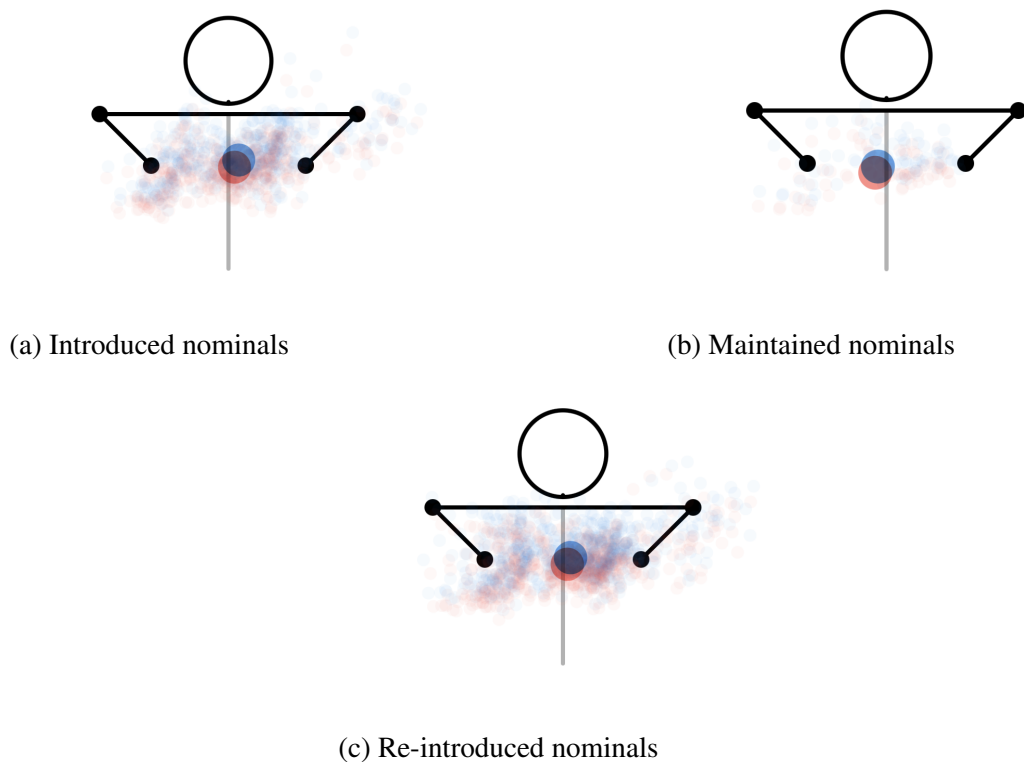 (a) Introduced nominals
(b) Maintained nominals
(c) Re-introduced nominals